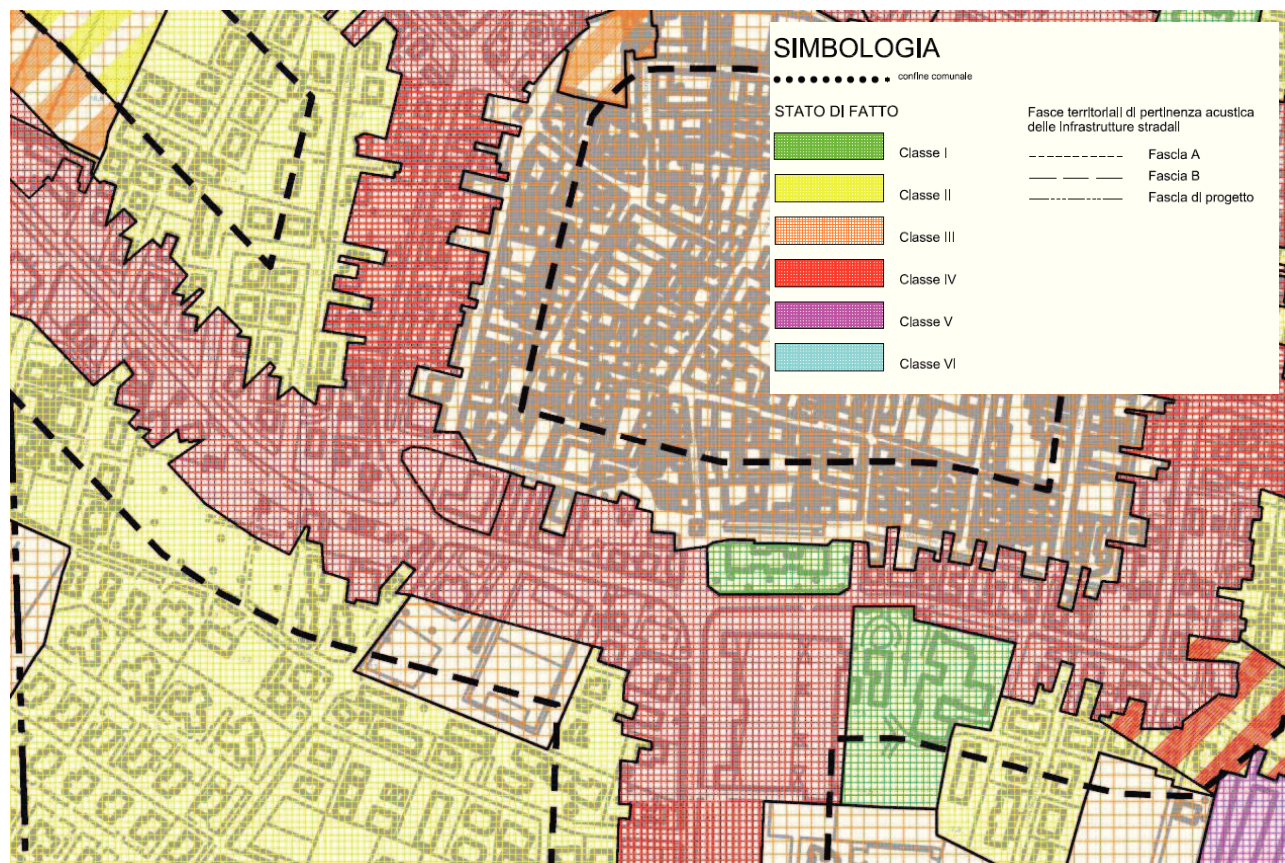 SIMBOLOGIA
confine comunale
STATO DI FATTO
Classe I
Classe II
Classe III
Classe IV
Classe V
Classe VI
Fasce territoriali di pertinenza acustica
delle infrastrutture stradali
Fascia A
Fascia B
Fascia di progetto